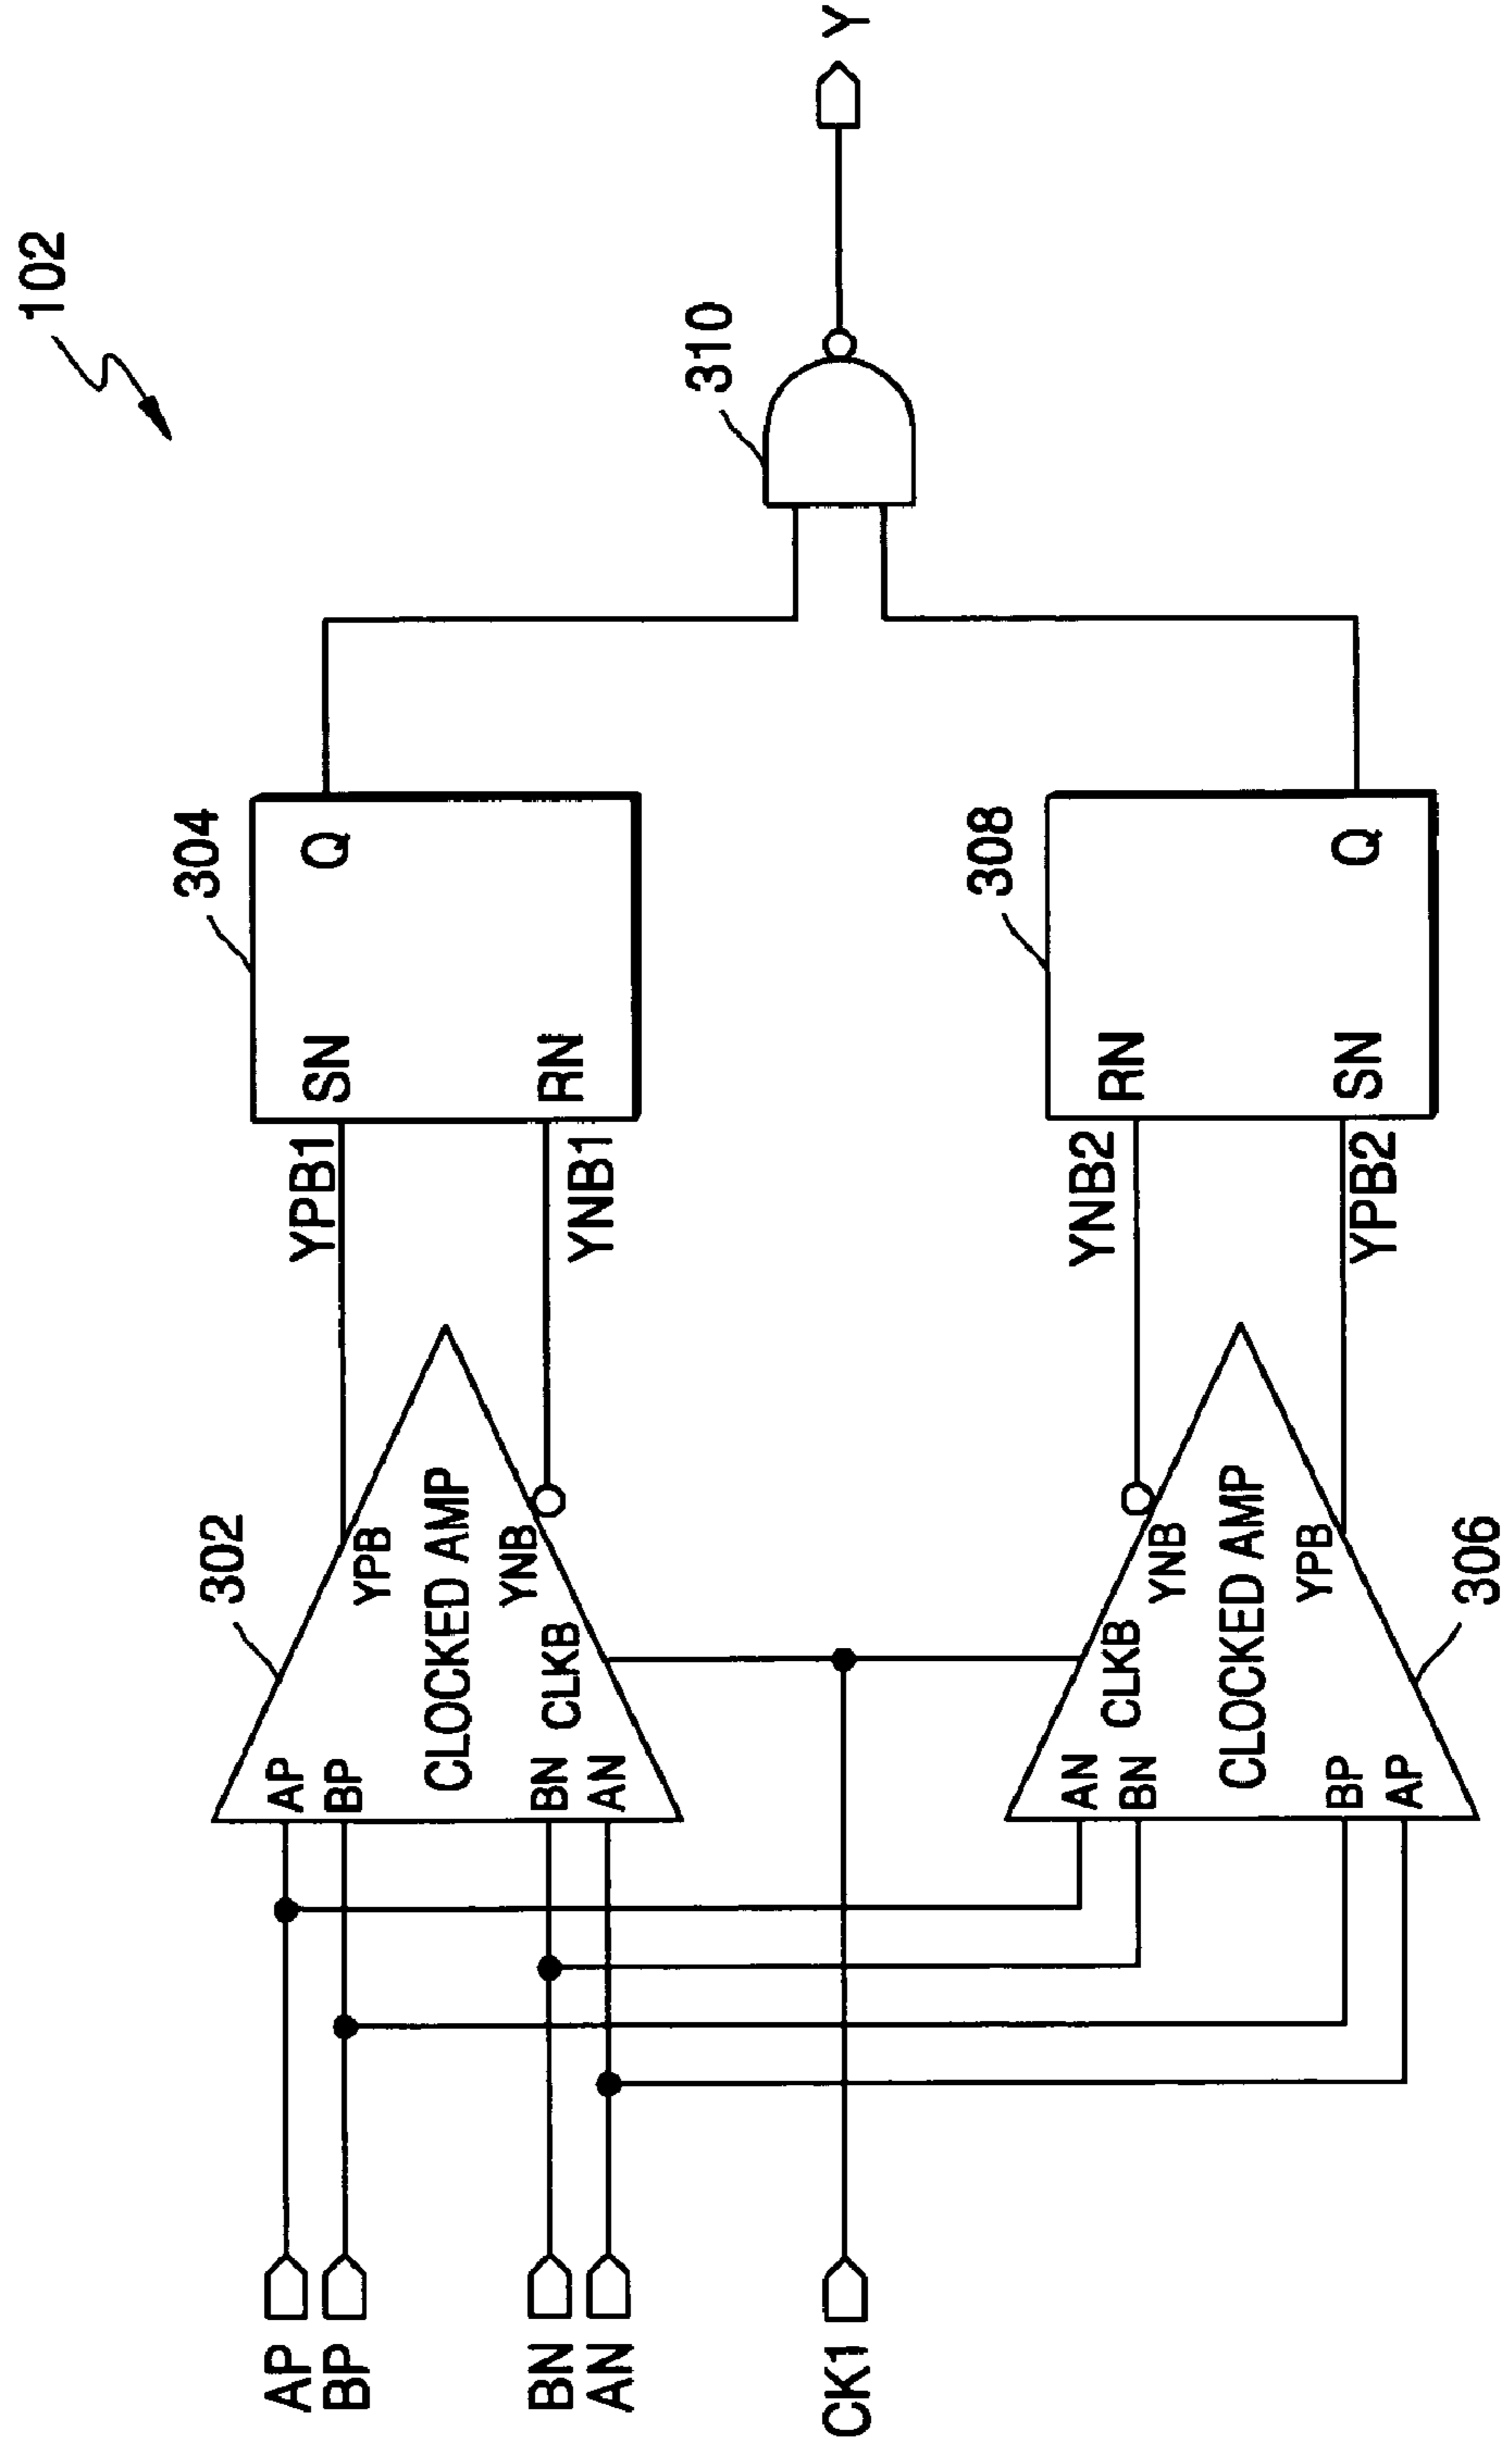 102
AP
BP
BN
AN
CK1
302
AP
BP
BN
AN
CLOCKED AMP
CLKB
YPB
YNB
YPB1
YNB1
304
SN
RN
Q
AN
BN
BP
AP
CLKB
CLOCKED AMP
YNB
YPB
306
YNB2
YPB2
308
RN
SN
Q
310
Y